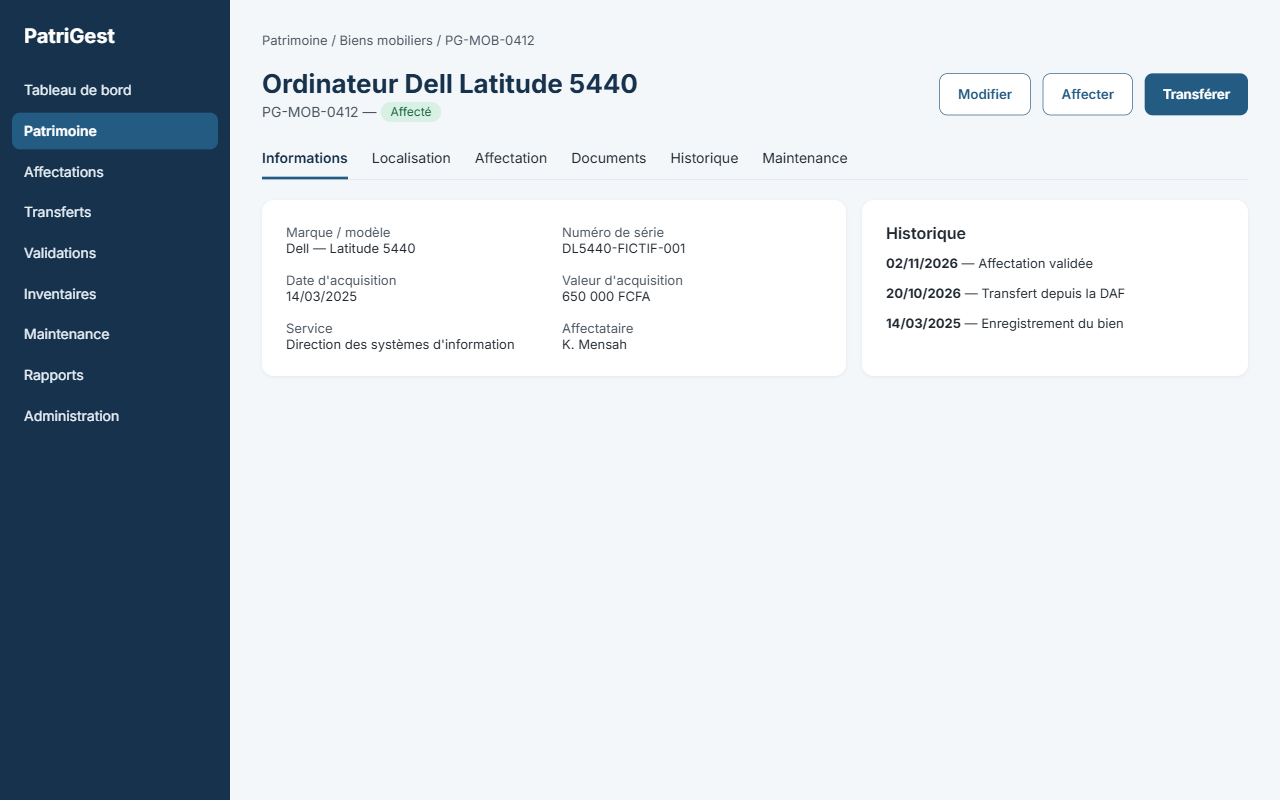 PatriGest
Tableau de bord
Patrimoine
Affectations
Transferts
Validations
Inventaires
Maintenance
Rapports
Administration
Patrimoine / Biens mobiliers / PG-MOB-0412
Ordinateur Dell Latitude 5440
PG-MOB-0412 — Affecté
Modifier
Affecter
Transférer
Informations
Localisation
Affectation
Documents
Historique
Maintenance
Marque / modèle
Dell — Latitude 5440
Numéro de série
DL5440-FICTIF-001
Date d'acquisition
14/03/2025
Valeur d'acquisition
650 000 FCFA
Service
Direction des systèmes d'information
Affectataire
K. Mensah
Historique
02/11/2026 — Affectation validée
20/10/2026 — Transfert depuis la DAF
14/03/2025 — Enregistrement du bien